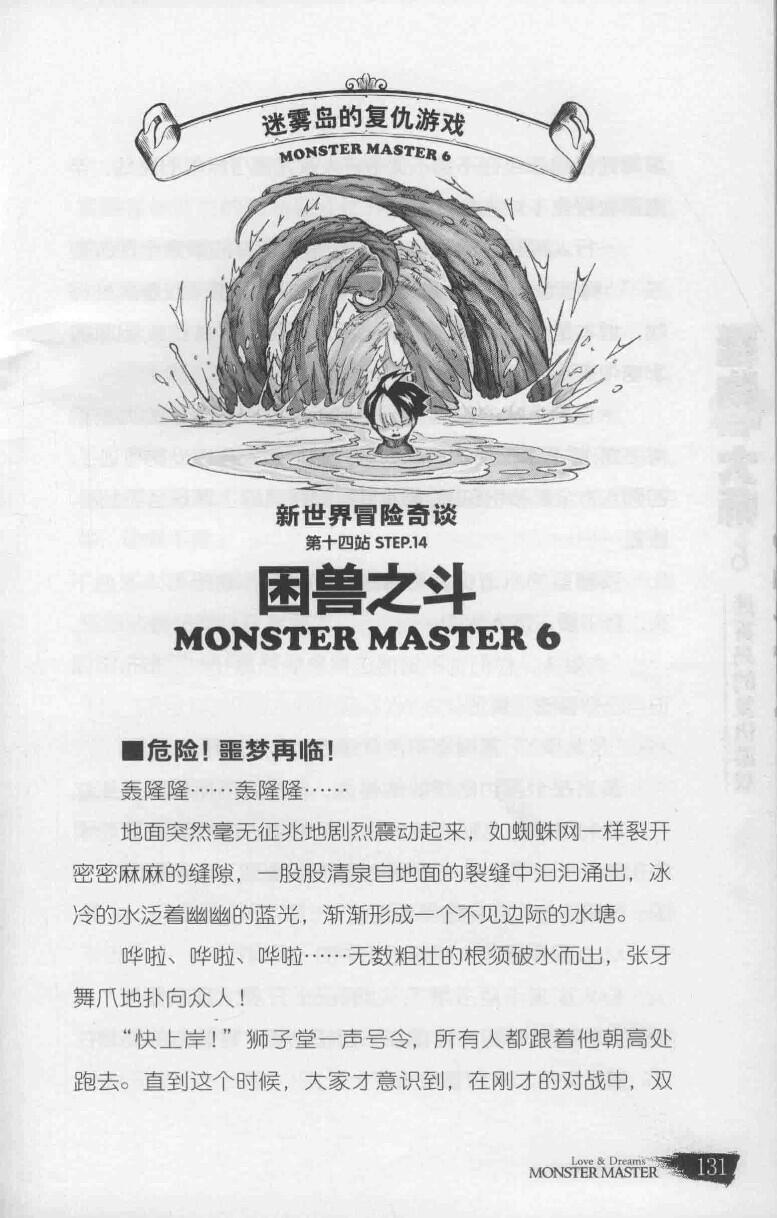 迷雾岛的复仇游戏
MONSTER MASTER 6
新世界冒险奇谈
第十四站 STEP.14
困兽之斗
MONSTER MASTER 6
■危险！噩梦再临！
轰隆隆……轰隆隆……
地面突然毫无征兆地剧烈震动起来，如蜘蛛网一样裂开
密密麻麻的缝隙，一股股清泉自地面的裂缝中汩汩涌出，冰
冷的水泛着幽幽的蓝光，渐渐形成一个不见边际的水塘。
哗啦、哗啦、哗啦……无数粗壮的根须破水而出，张牙
舞爪地扑向众人！
“快上岸！”狮子堂一声号令，所有人都跟着他朝高处
跑去。直到这个时候，大家才意识到，在刚才的对战中，双
Love & Dreams
MONSTER MASTER 131